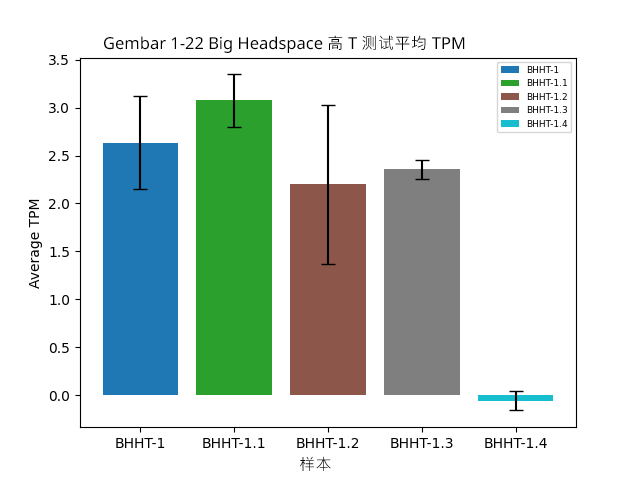 Gembar 1-22 Big Headspace 高 T 测试平均 TPM
3.5
3.0
2.5
2.0
1.5
1.0
0.5
0.0
Average TPM
BHHT-1
BHHT-1.1
BHHT-1.2
BHHT-1.3
BHHT-1.4
BHHT-1 BHHT-1.1 BHHT-1.2 BHHT-1.3 BHHT-1.4
样本